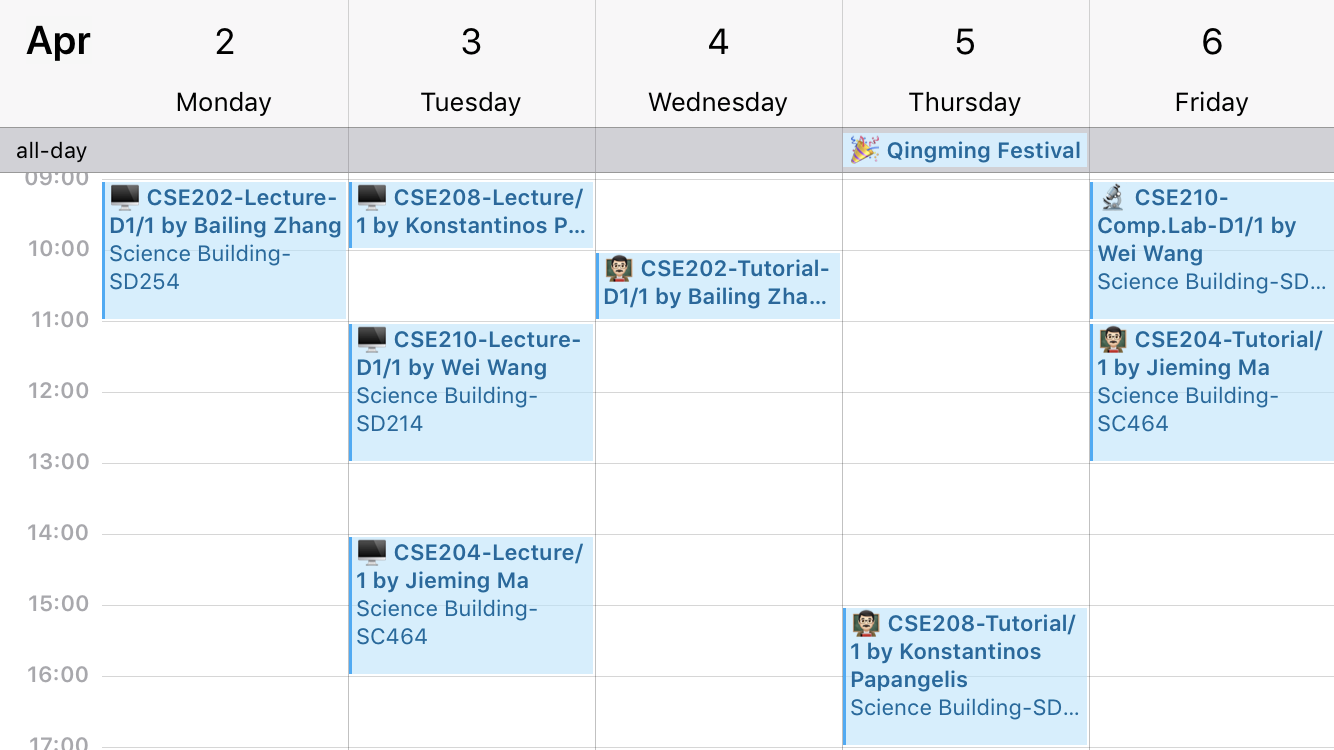 Apr
2
3
4
5
6
Monday
Tuesday
Wednesday
Thursday
Friday
all-day
Qingming Festival
09:00
10:00
11:00
12:00
13:00
14:00
15:00
16:00
17:00
CSE202-Lecture-
D1/1 by Bailing Zhang
Science Building-
SD254
CSE208-Lecture/
1 by Konstantinos P...
CSE210-Lecture-
D1/1 by Wei Wang
Science Building-
SD214
CSE204-Lecture/
1 by Jieming Ma
Science Building-
SC464
CSE202-Tutorial-
D1/1 by Bailing Zha...
CSE208-Tutorial/
1 by Konstantinos
Papangelis
Science Building-SD...
CSE210-
Comp.Lab-D1/1 by
Wei Wang
Science Building-SD...
CSE204-Tutorial/
1 by Jieming Ma
Science Building-
SC464